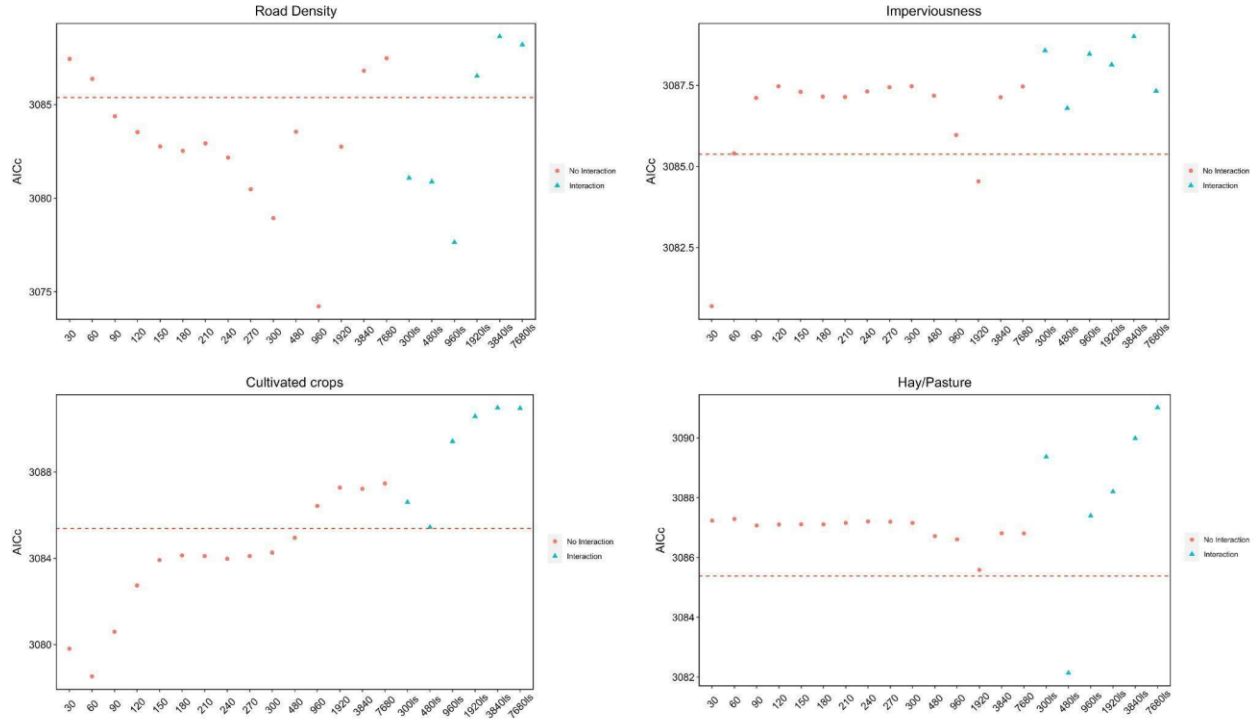 Road Density
AICc
3085
3080
3075
30 60 90 120 150 180 210 240 270 300 480 960 1920 3840 7680 300ls 480ls 960ls 1920ls 3840ls 7680ls
No Interaction
Interaction
Imperviousness
AICc
3087.5
3085.0
3082.5
30 60 90 120 150 180 210 240 270 300 480 960 1920 3840 7680 300ls 480ls 960ls 1920ls 3840ls 7680ls
No Interaction
Interaction
Cultivated crops
AICc
3088
3084
3080
30 60 90 120 150 180 210 240 270 300 480 960 1920 3840 7680 300ls 480ls 960ls 1920ls 3840ls 7680ls
No Interaction
Interaction
Hay/Pasture
AICc
3090
3088
3086
3084
3082
30 60 90 120 150 180 210 240 270 300 480 960 1920 3840 7680 300ls 480ls 960ls 1920ls 3840ls 7680ls
No Interaction
Interaction